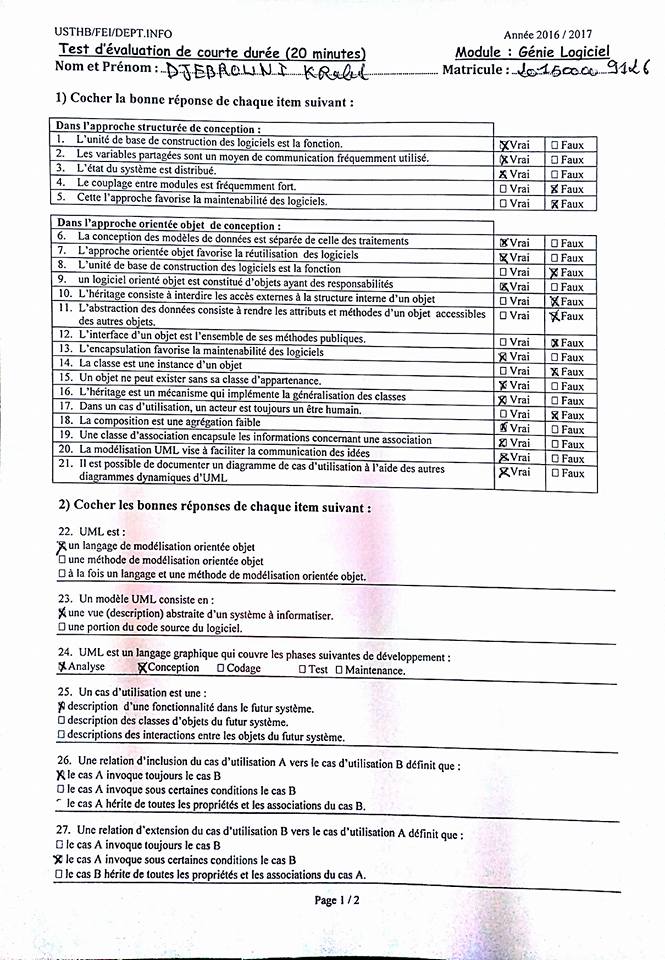 USTHB/FEI/DEPT.INFO Année 2016 / 2017
Test d'évaluation de courte durée (20 minutes) Module : Génie Logiciel
Nom et Prénom : DJEBROUNI Matricule :
1) Cocher la bonne réponse de chaque item suivant :
Dans l'approche structurée de conception :
1. L'unité de base de construction des logiciels est la fonction. ☒ Vrai ☐ Faux
2. Les variables partagées sont un moyen de communication fréquemment utilisé. ☒ Vrai ☐ Faux
3. L'état du système est distribué. ☒ Vrai ☐ Faux
4. Le couplage entre modules est fréquemment fort. ☐ Vrai ☒ Faux
5. Cette l'approche favorise la maintenabilité des logiciels. ☐ Vrai ☒ Faux
Dans l'approche orientée objet de conception :
6. La conception des modèles de données est séparée de celle des traitements ☒ Vrai ☐ Faux
7. L'approche orientée objet favorise la réutilisation des logiciels ☒ Vrai ☐ Faux
8. L'unité de base de construction des logiciels est la fonction ☐ Vrai ☒ Faux
9. un logiciel orienté objet est constitué d'objets ayant des responsabilités ☒ Vrai ☐ Faux
10. L'héritage consiste à interdire les accès externes à la structure interne d'un objet ☐ Vrai ☒ Faux
11. L'abstraction des données consiste à rendre les attributs et méthodes d'un objet accessibles ☐ Vrai ☒ Faux
des autres objets.
12. L'interface d'un objet est l'ensemble de ses méthodes publiques. ☐ Vrai ☒ Faux
13. L'encapsulation favorise la maintenabilité des logiciels ☒ Vrai ☐ Faux
14. La classe est une instance d'un objet ☐ Vrai ☒ Faux
15. Un objet ne peut exister sans sa classe d'appartenance. ☒ Vrai ☐ Faux
16. L'héritage est un mécanisme qui implémente la généralisation des classes ☒ Vrai ☐ Faux
17. Dans un cas d'utilisation, un acteur est toujours un être humain. ☐ Vrai ☒ Faux
18. La composition est une agrégation faible ☒ Vrai ☐ Faux
19. Une classe d'association encapsule les informations concernant une association ☒ Vrai ☐ Faux
20. La modélisation UML vise à faciliter la communication des idées ☒ Vrai ☐ Faux
21. Il est possible de documenter un diagramme de cas d'utilisation à l'aide des autres ☒ Vrai ☐ Faux
diagrammes dynamiques d'UML
2) Cocher les bonnes réponses de chaque item suivant :
22. UML est :
☒ un langage de modélisation orientée objet
☐ une méthode de modélisation orientée objet
☐ à la fois un langage et une méthode de modélisation orientée objet.
23. Un modèle UML consiste en :
☒ une vue (description) abstraite d'un système à informatiser.
☐ une portion du code source du logiciel.
24. UML est un langage graphique qui couvre les phases suivantes de développement :
☒ Analyse ☒ Conception ☐ Codage ☐ Test ☐ Maintenance.
25. Un cas d'utilisation est une :
☒ description d'une fonctionnalité dans le futur système.
☐ description des classes d'objets du futur système.
☐ descriptions des interactions entre les objets du futur système.
26. Une relation d'inclusion du cas d'utilisation A vers le cas d'utilisation B définit que :
☒ le cas A invoque toujours le cas B
☐ le cas A invoque sous certaines conditions le cas B
le cas A hérite de toutes les propriétés et les associations du cas B.
27. Une relation d'extension du cas d'utilisation B vers le cas d'utilisation A définit que :
☐ le cas A invoque toujours le cas B
☒ le cas A invoque sous certaines conditions le cas B
☐ le cas B hérite de toutes les propriétés et les associations du cas A.
Page 1 / 2